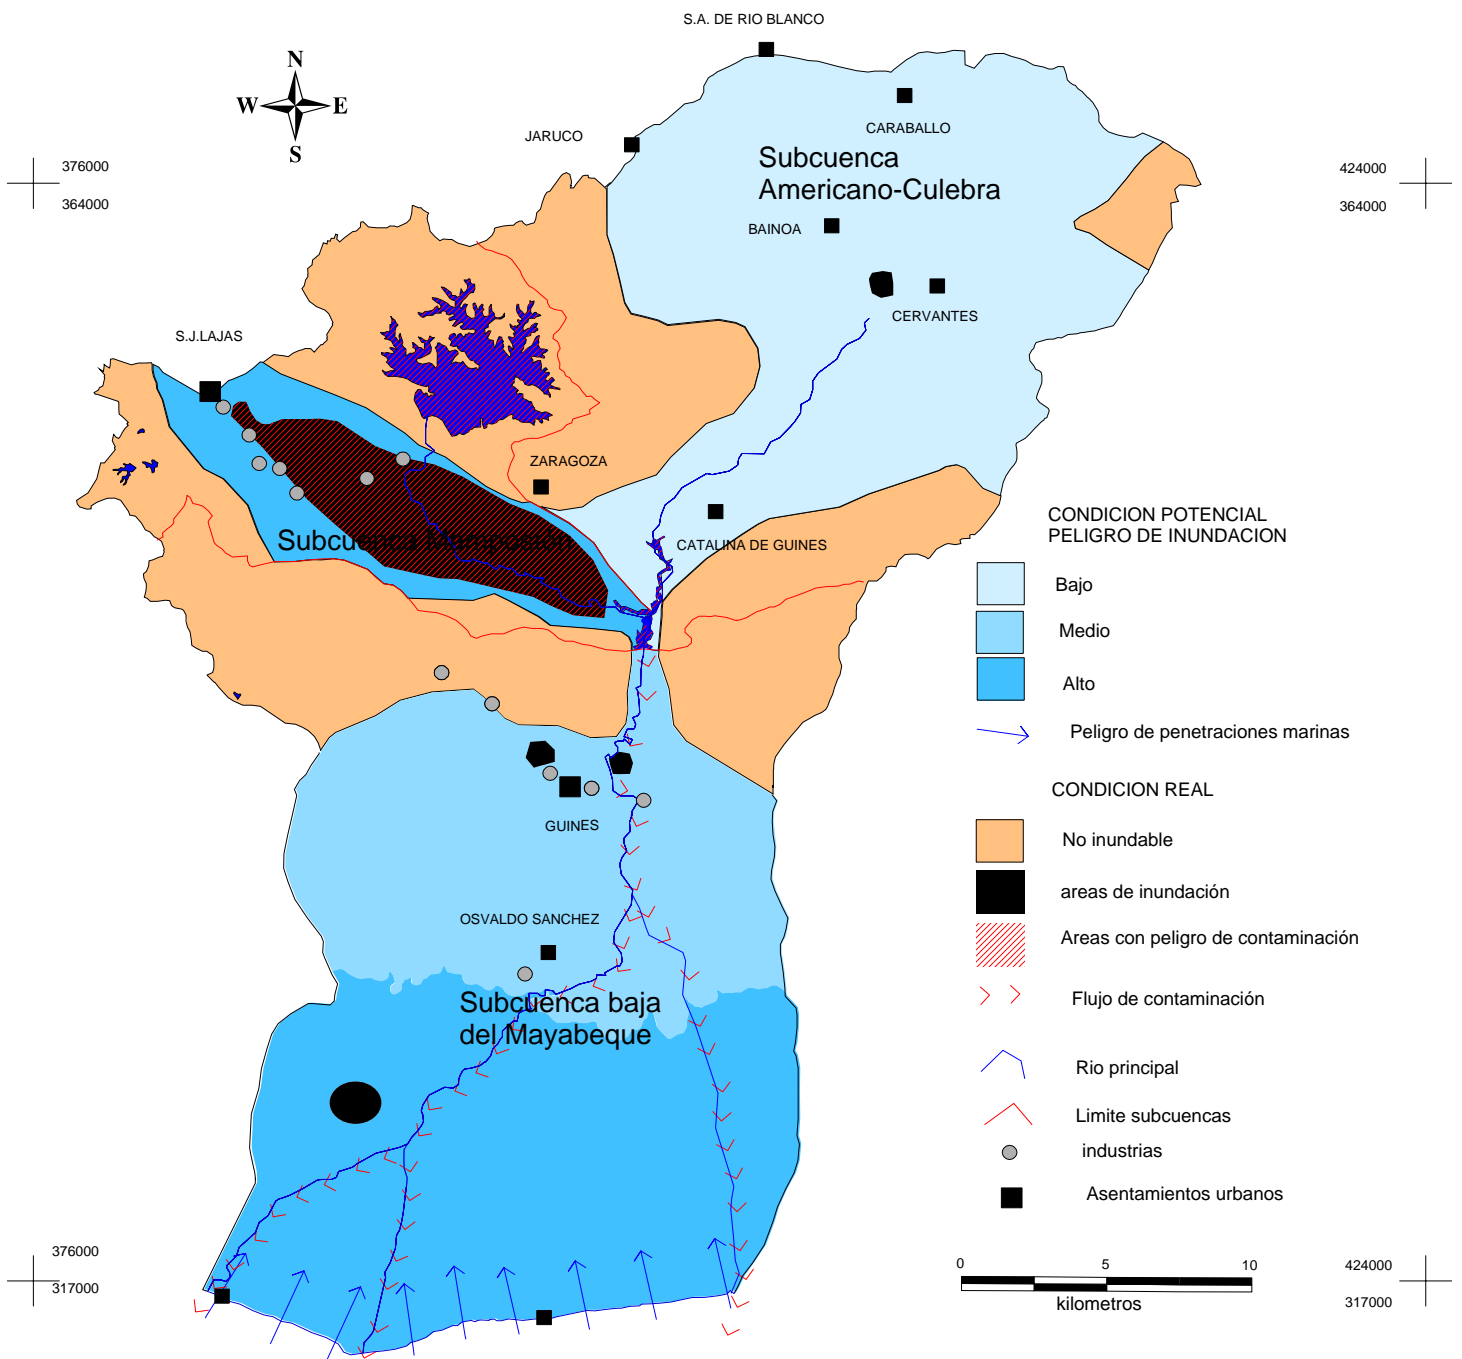 S.A. DE RIO BLANCO
N
W E
S
CARABALLO
JARUCO
Subcuenca
Americano-Culebra
376000
364000
424000
364000
BAINOA
CERVANTES
S.J.LAJAS
ZARAGOZA
Subcuenca Mampostón
CATALINA DE GUINES
CONDICION POTENCIAL
PELIGRO DE INUNDACION
Bajo
Medio
Alto
Peligro de penetraciones marinas
CONDICION REAL
No inundable
areas de inundación
Areas con peligro de contaminación
Flujo de contaminación
Rio principal
Limite subcuencas
industrias
Asentamientos urbanos
GUINES
OSVALDO SANCHEZ
Subcuenca baja
del Mayabeque
376000
317000
0 5 10
kilometros
424000
317000